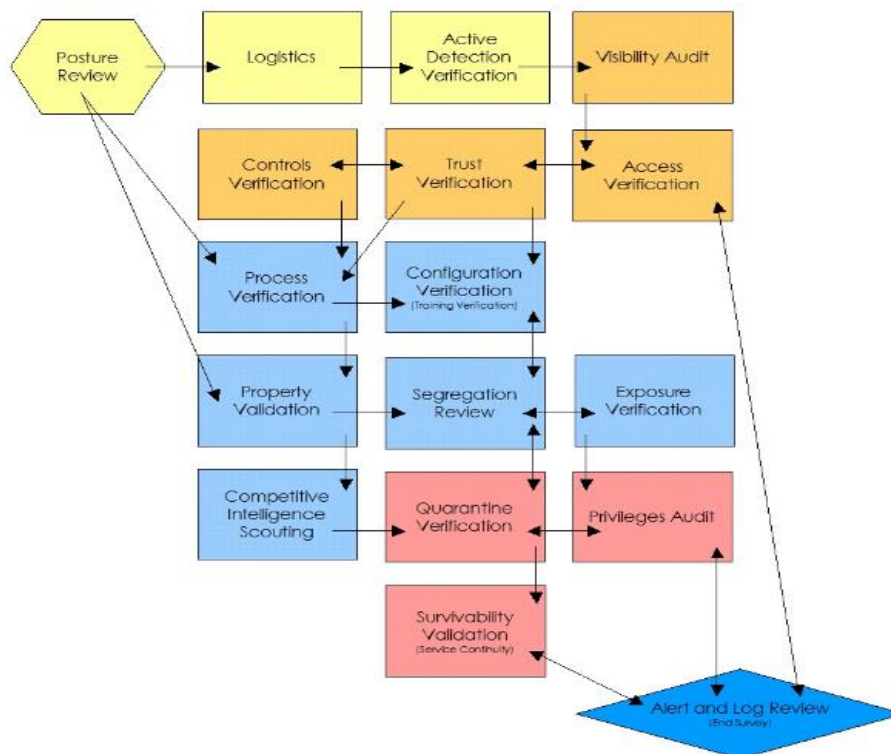 Posture
Review
Logistics
Active
Detection
Verification
Visibility Audit
Controls
Verification
Trust
Verification
Access
Verification
Process
Verification
Configuration
Verification
(Training Verification)
Property
Validation
Segregation
Review
Exposure
Verification
Competitive
Intelligence
Scouting
Quarantine
Verification
Privileges Audit
Survivability
Validation
(Service Continuity)
Alert and Log Review
(End Survey)